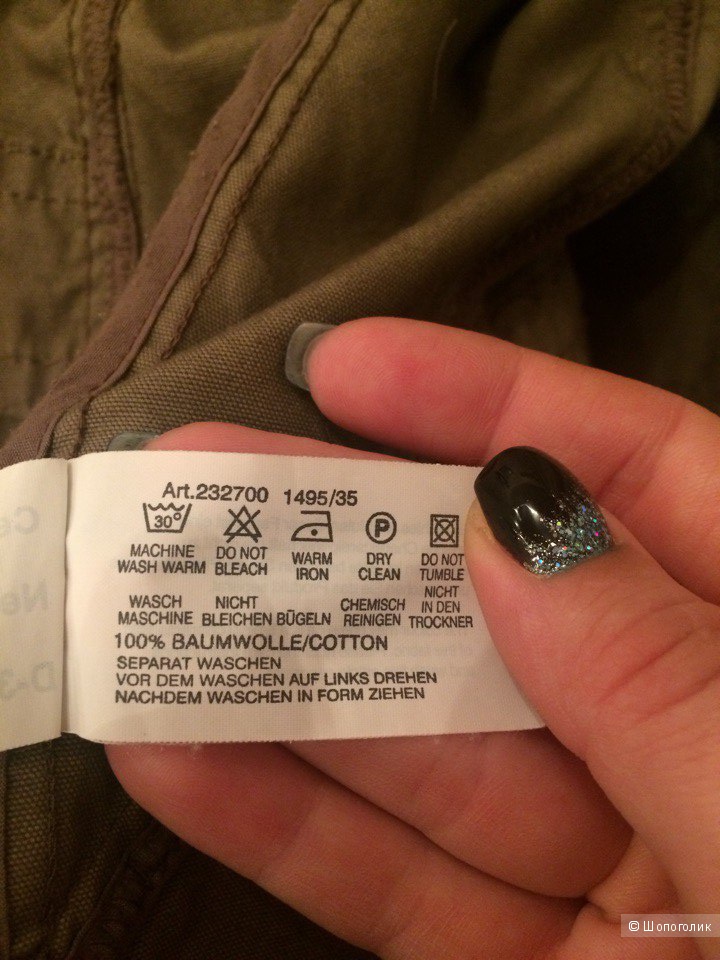 Art.232700 1495/35
30° P
MACHINE WASH WARM
DO NOT BLEACH
WARM IRON
DRY CLEAN
DO NOT TUMBLE
WASCH MASCHINE
NICHT BLEICHEN
BÜGELN
CHEMISCH REINIGEN
NICHT IN DEN TROCKNER
100% BAUMWOLLE/COTTON
SEPARAT WASCHEN
VOR DEM WASCHEN AUF LINKS DREHEN
NACHDEM WASCHEN IN FORM ZIEHEN
© Шопоголик